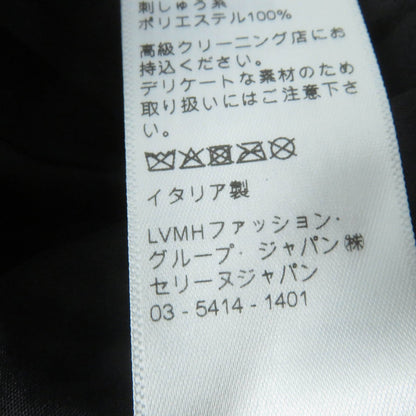 刺しゅう糸
ポリエステル100%
高級クリーニング店にお
持込ください。
デリケートな素材のため
取り扱いにはご注意下さ
い。
イタリア製
LVMHファッション・
グループ・ジャパン㈱
セリーヌジャパン
03 - 5414 - 1401